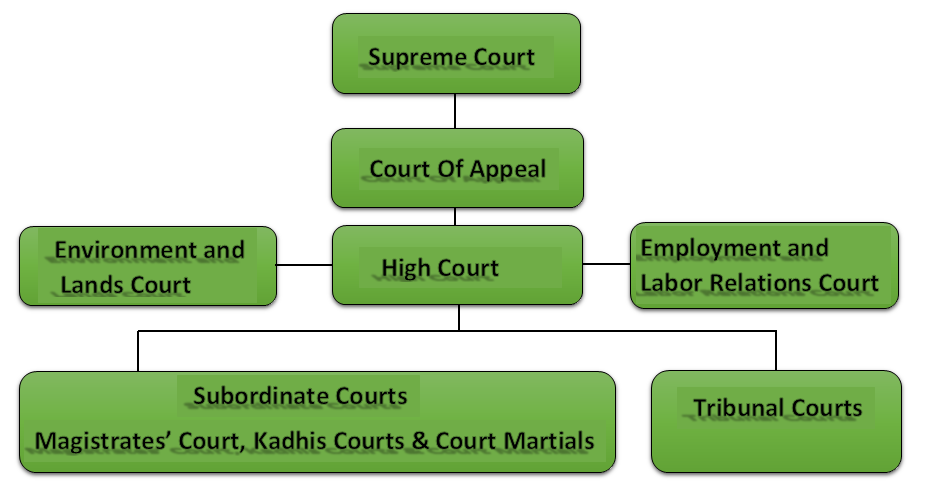 Supreme Court
Court Of Appeal
Environment and
Lands Court
High Court
Employment and
Labor Relations Court
Subordinate Courts
Magistrates’ Court, Kadhis Courts & Court Martials
Tribunal Courts